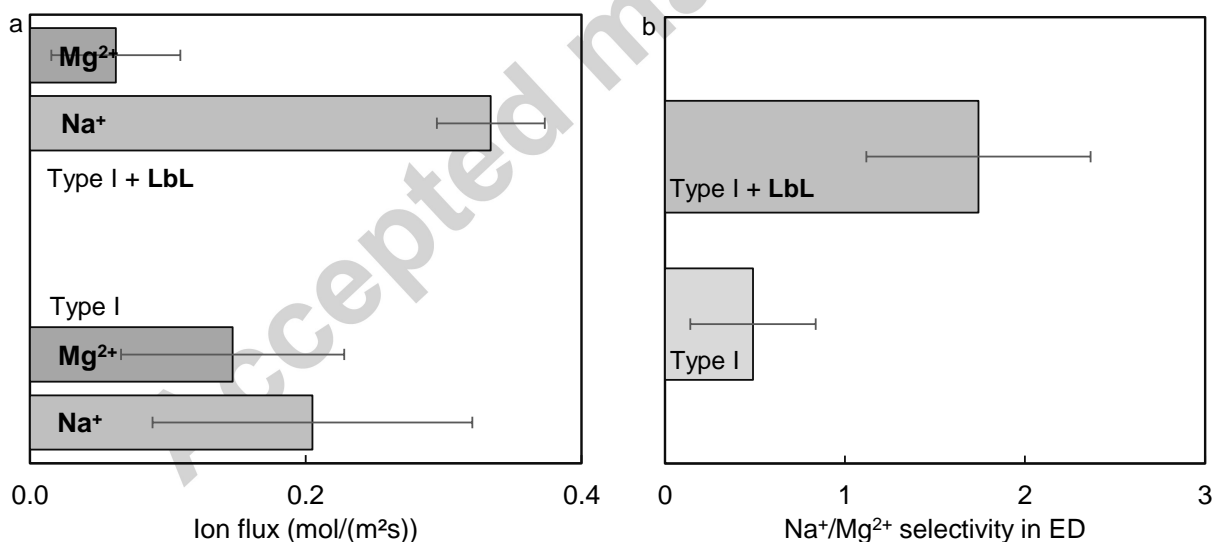 a
Mg²⁺
Na⁺
Type I + LbL
Type I
Mg²⁺
Na⁺
0.0 0.2 0.4
Ion flux (mol/(m²s))
b
Type I + LbL
Type I
0 1 2 3
Na⁺/Mg²⁺ selectivity in ED
Accepted ma